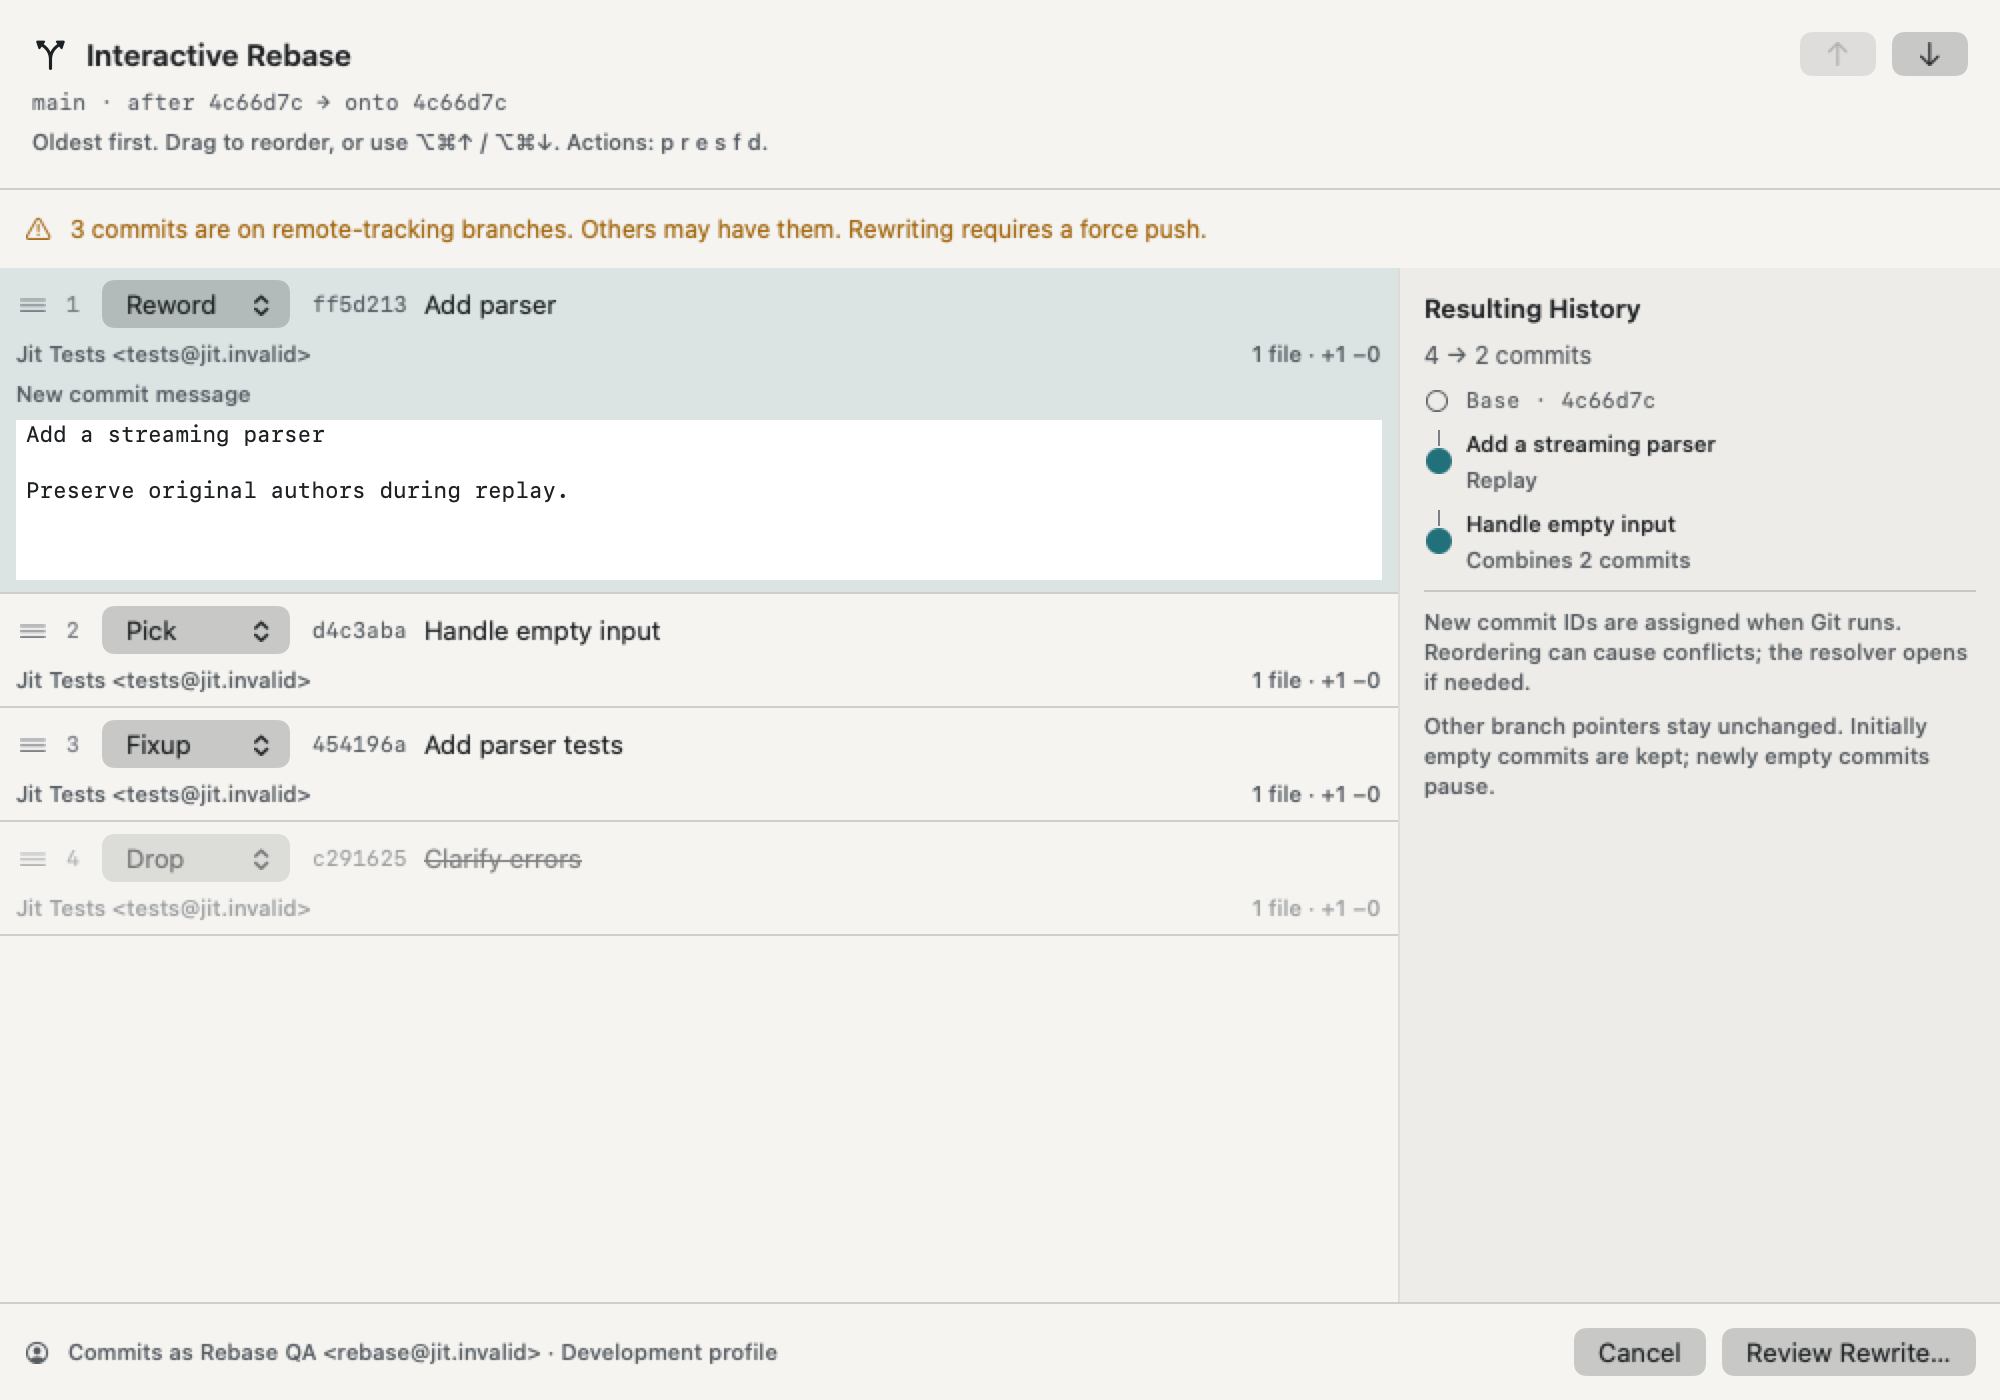 Interactive Rebase
main · after 4c66d7c → onto 4c66d7c
Oldest first. Drag to reorder, or use ⌥⌘↑ / ⌥⌘↓. Actions: p r e s f d.
3 commits are on remote-tracking branches. Others may have them. Rewriting requires a force push.
1 Reword ff5d213 Add parser
Jit Tests <tests@jit.invalid> 1 file · +1 −0
New commit message
Add a streaming parser
Preserve original authors during replay.
2 Pick d4c3aba Handle empty input
Jit Tests <tests@jit.invalid> 1 file · +1 −0
3 Fixup 454196a Add parser tests
Jit Tests <tests@jit.invalid> 1 file · +1 −0
4 Drop c291625 Clarify errors
Jit Tests <tests@jit.invalid> 1 file · +1 −0
Resulting History
4 → 2 commits
Base · 4c66d7c
Add a streaming parser
Replay
Handle empty input
Combines 2 commits
New commit IDs are assigned when Git runs.
Reordering can cause conflicts; the resolver opens
if needed.
Other branch pointers stay unchanged. Initially
empty commits are kept; newly empty commits
pause.
Commits as Rebase QA <rebase@jit.invalid> · Development profile
Cancel
Review Rewrite...